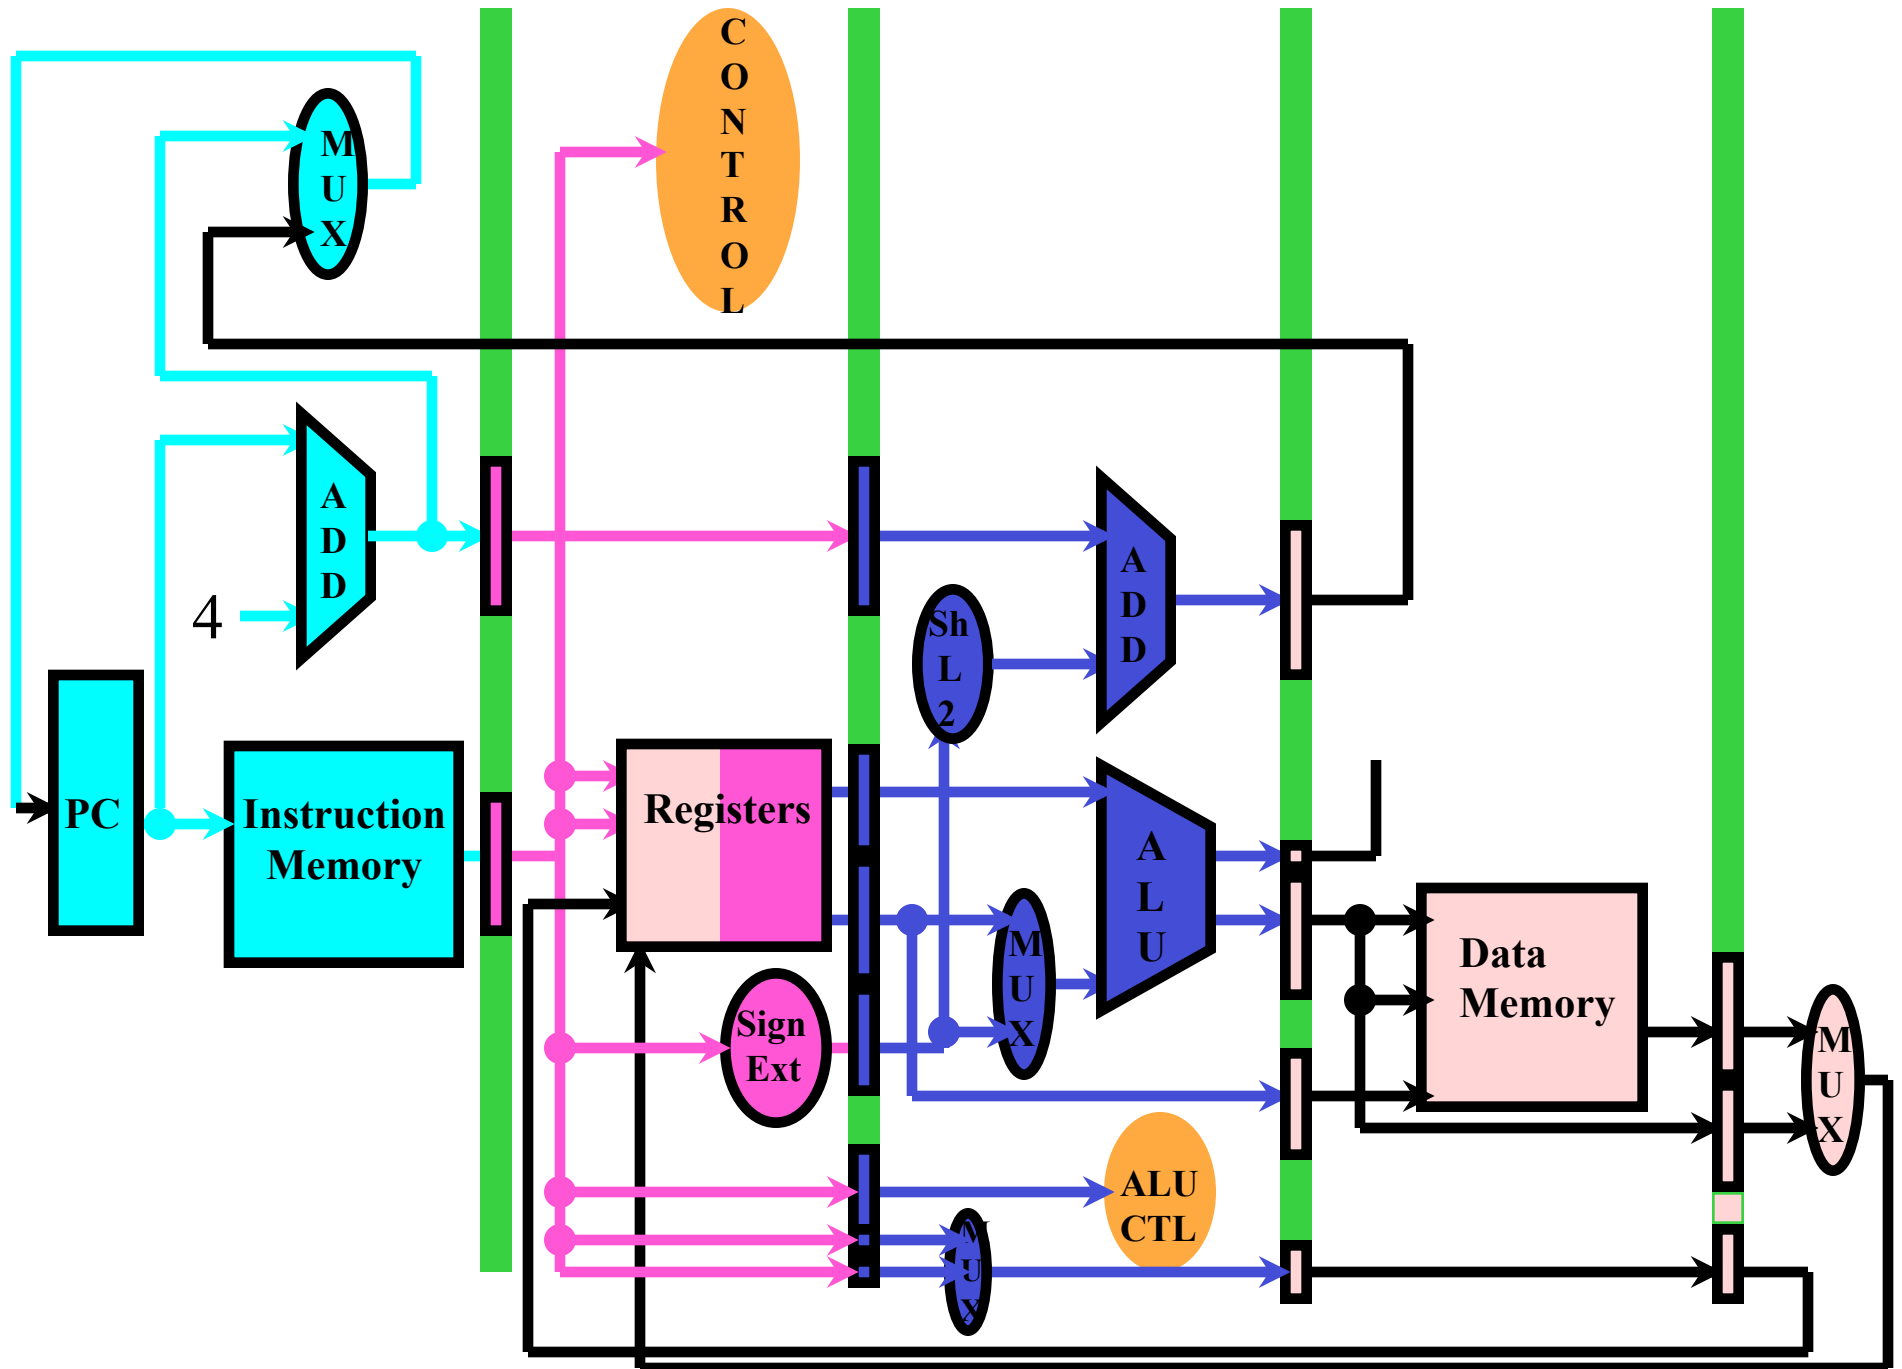 C
O
N
T
R
O
L
M
U
X
A
D
D
4
A
D
D
Sh
L
2
PC
Instruction
Memory
Registers
A
L
U
M
U
X
Data
Memory
Sign
Ext
M
U
X
ALU
CTL
M
U
X